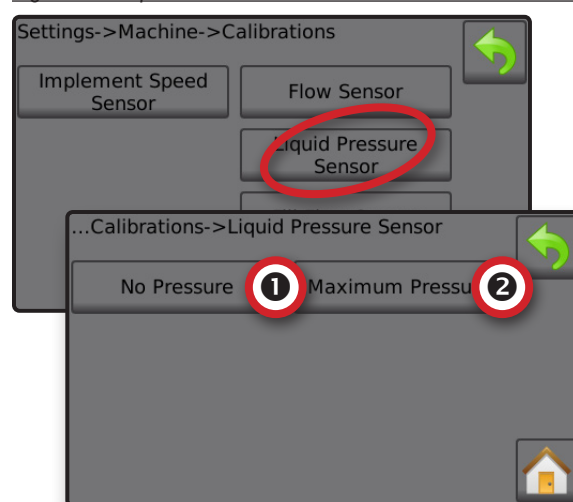 Settings->Machine->Calibrations
Implement Speed
Sensor
Flow Sensor
Liquid Pressure
Sensor
...Calibrations->Liquid Pressure Sensor
No Pressure
1
Maximum Pressu
2